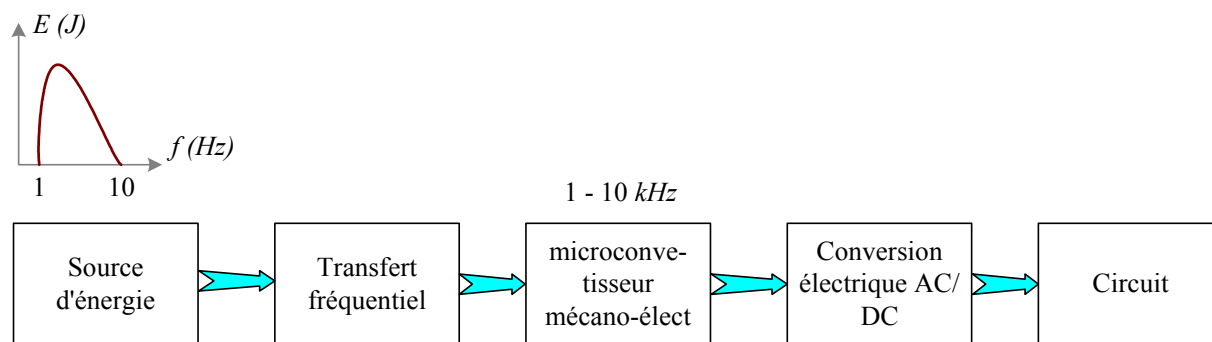 E (J)
f (Hz)
1 10
1 - 10 kHz
Source
d'énergie
Transfert
fréquentiel
microconve-
tisseur
mécano-élect
Conversion
électrique AC/
DC
Circuit